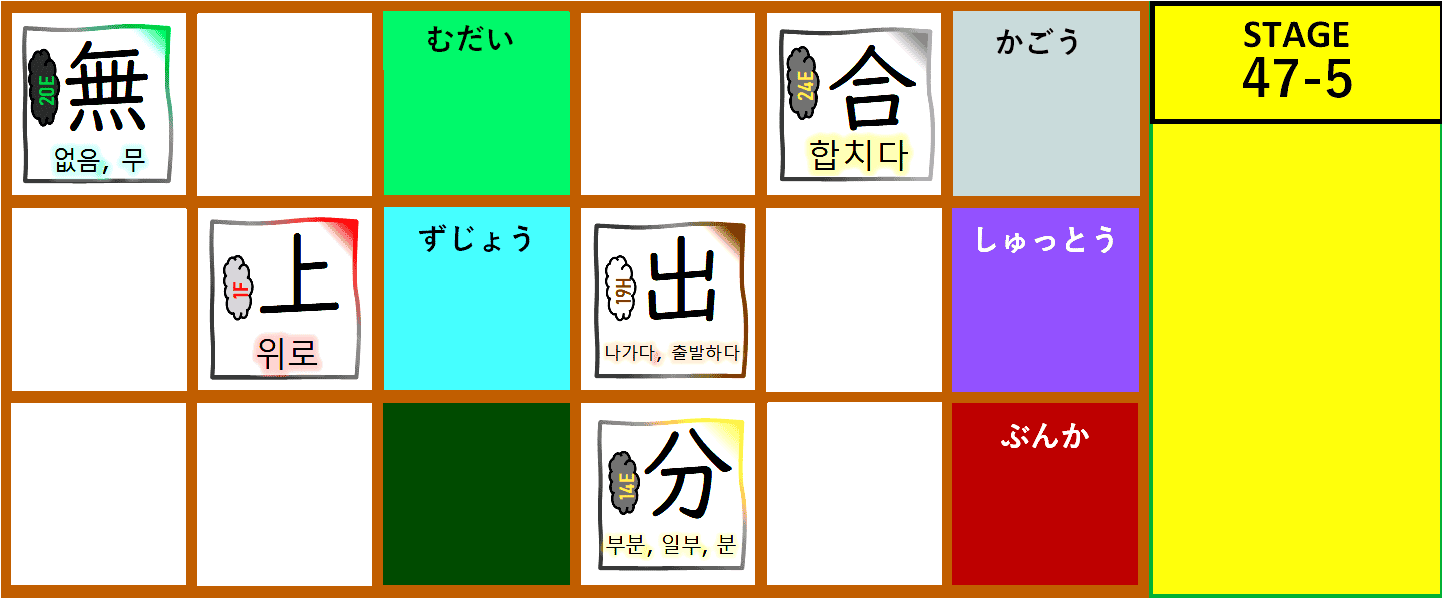 20E
無
없음, 무
むだい
24E
合
합치다
かごう
STAGE
47-5
1F
上
위로
ずじょう
19H
出
나가다, 출발하다
しゅっとう
14E
分
부분, 일부, 분
ぶんか